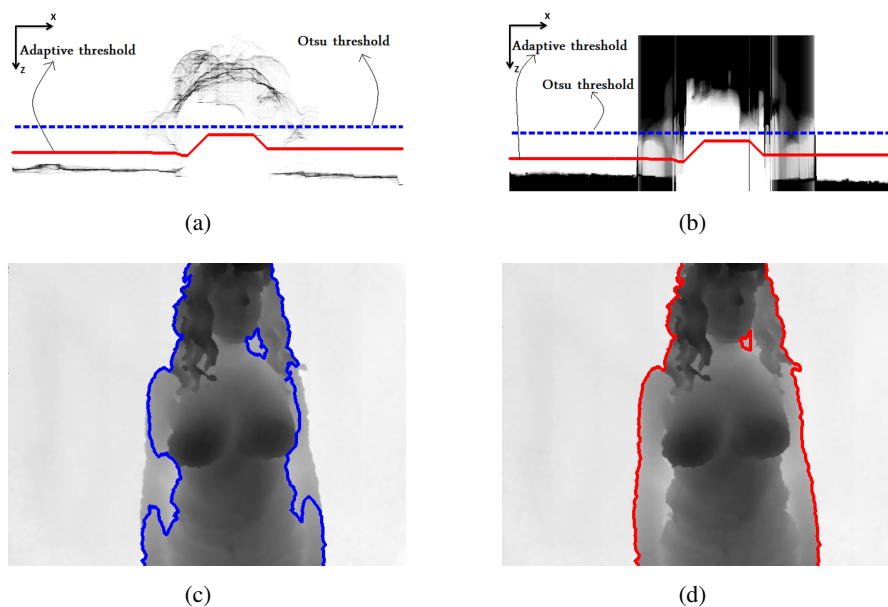 x
z
Adaptive threshold
Otsu threshold
(a)
x
z
Adaptive threshold
Otsu threshold
(b)
(c)
(d)